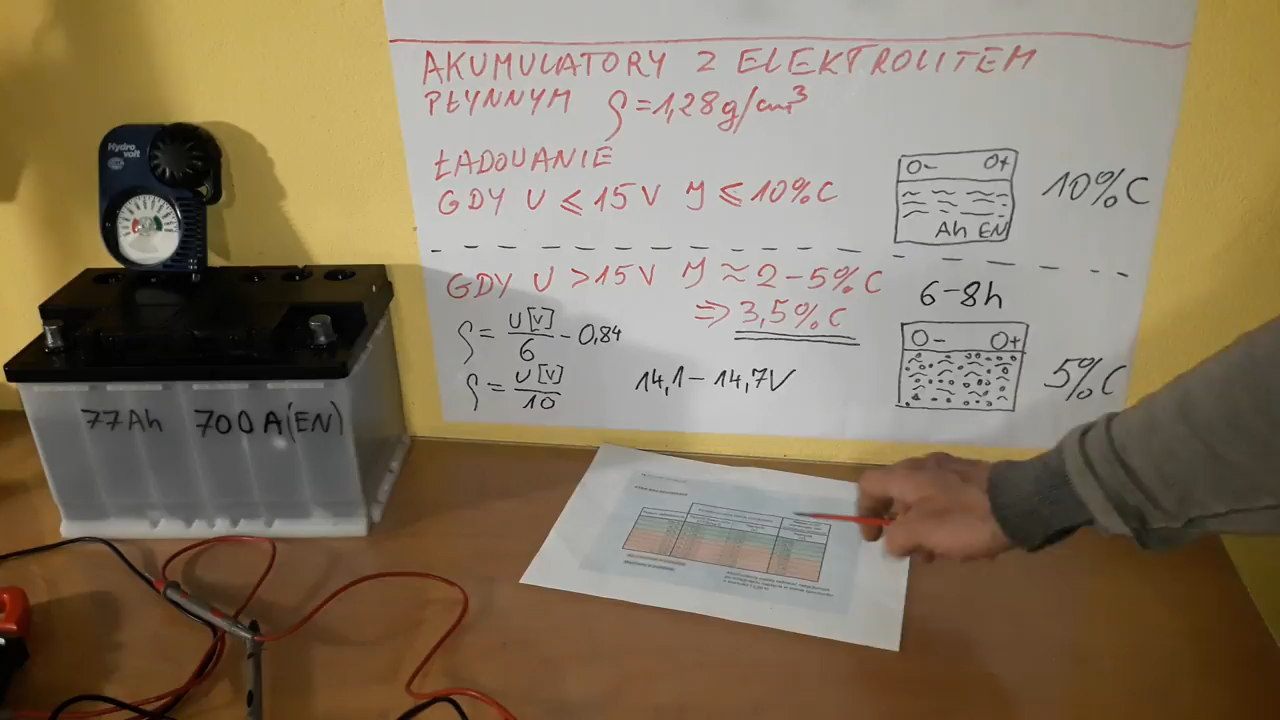 AKUMULATORY Z ELEKTROLITEM
PŁYNNYM ρ=1,28g/cm³
ŁADOWANIE
GDY U ≤ 15V I ≤ 10%C
O- O+
Ah EN
10%C
GDY U > 15V I ≈ 2-5%C
⇒ 3,5%C
6-8h
ρ = U[V]/6 - 0,84
ρ = U[V]/10
14,1-14,7V
O- O+
5%C
Hydro
volt
77Ah 700A(EN)